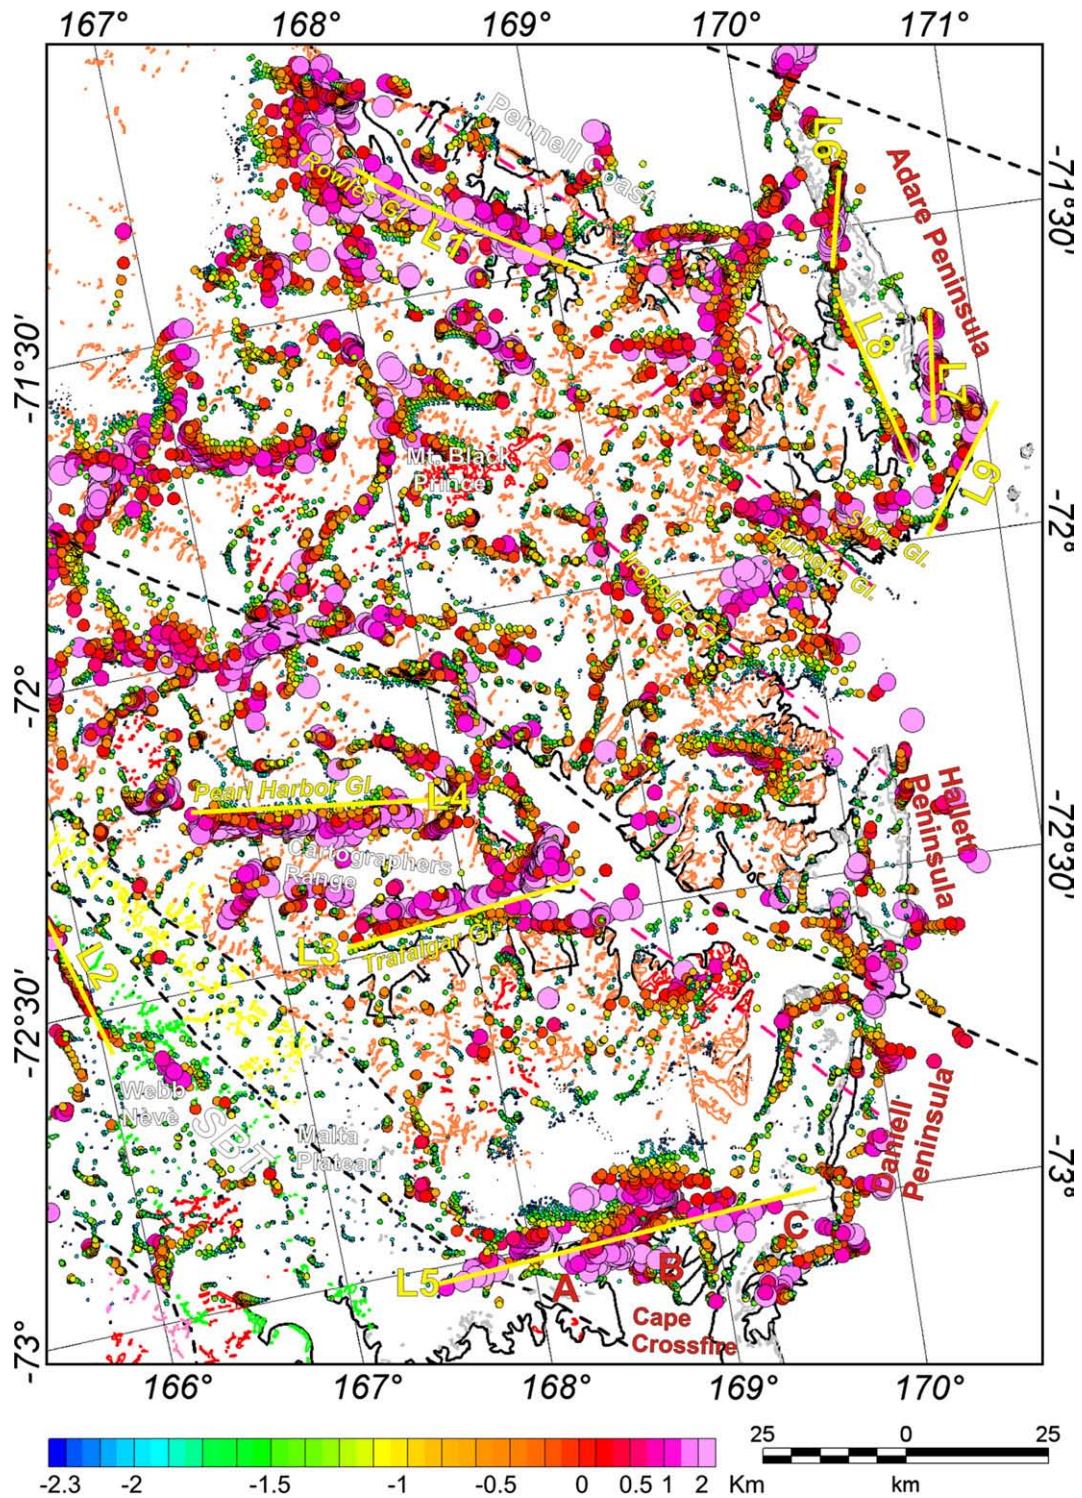 167°
168°
169°
170°
171°
Pennell Coast
Adare Peninsula
-71°30'
-71°30'
Rowles Gl.
L1
L6
L8
L7
L9
Mt. Black
Prince
-72°
Slone Gl.
Burnette Gl.
Ironside Gl.
-72°
Pearl Harbor Gl.
L4
Cartographers
Range
Hallett
Peninsula
-72°30'
L3
Trafalgar Gl.
L2
-72°30'
Webb
Nèvè
SBT
Malta
Plateau
Daniell
Peninsula
-73°
L5
A
B
C
Cape
Crossfire
-73°
166°
167°
168°
169°
170°
-2.3 -2 -1.5 -1 -0.5 0 0.5 1 2 Km
25 0 25
km